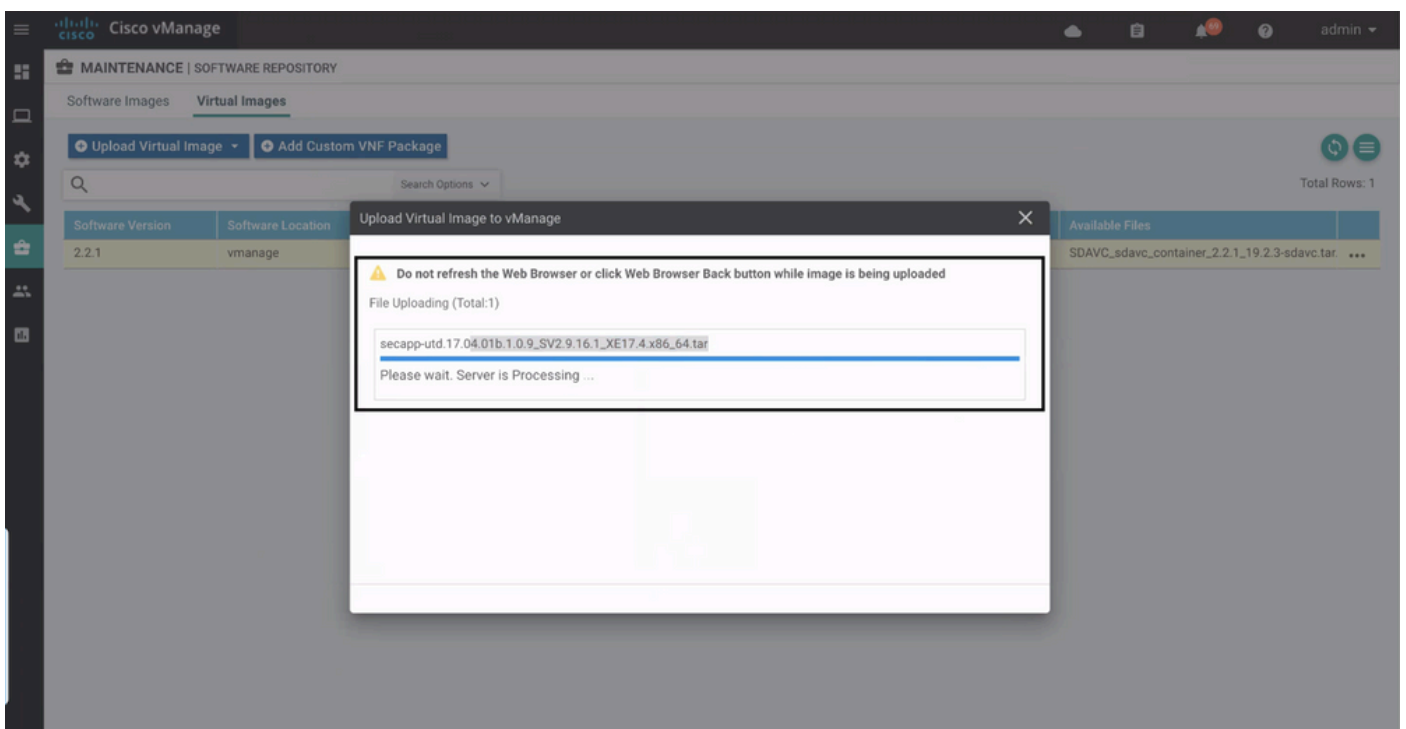 cisco Cisco vManage admin
MAINTENANCE | SOFTWARE REPOSITORY
Software Images Virtual Images
Upload Virtual Image Add Custom VNF Package
Search Options Total Rows: 1
Software Version Software Location Available Files
2.2.1 vmanage SDAVC_sdavc_container_2.2.1_19.2.3-sdavc.tar. ...
Upload Virtual Image to vManage
Do not refresh the Web Browser or click Web Browser Back button while image is being uploaded
File Uploading (Total:1)
secapp-utd.17.04.01b.1.0.9_SV2.9.16.1_XE17.4.x86_64.tar
Please wait. Server is Processing ...